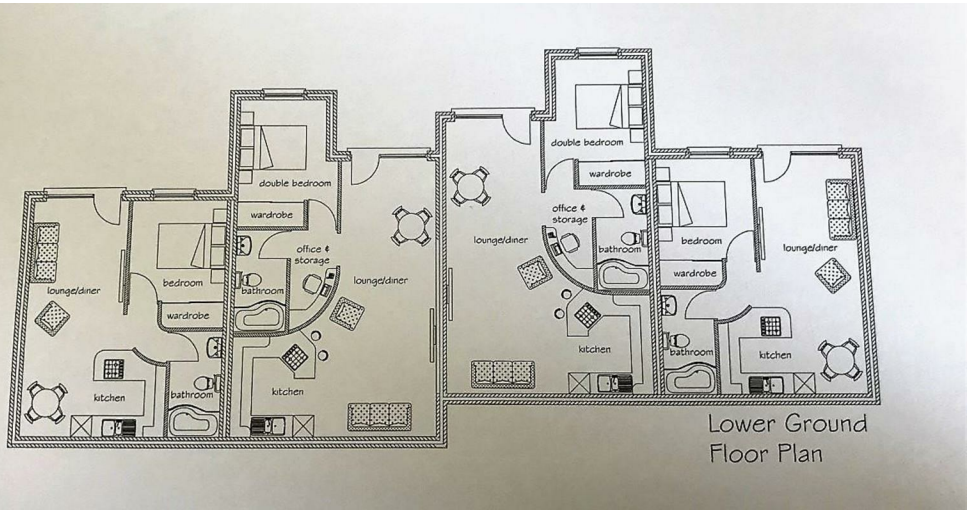 lounge/diner
bedroom
wardrobe
kitchen
bathroom
double bedroom
wardrobe
office &
storage
bathroom
lounge/diner
kitchen
double bedroom
wardrobe
office &
storage
lounge/diner
bathroom
kitchen
bedroom
wardrobe
lounge/diner
bathroom
kitchen
Lower Ground
Floor Plan